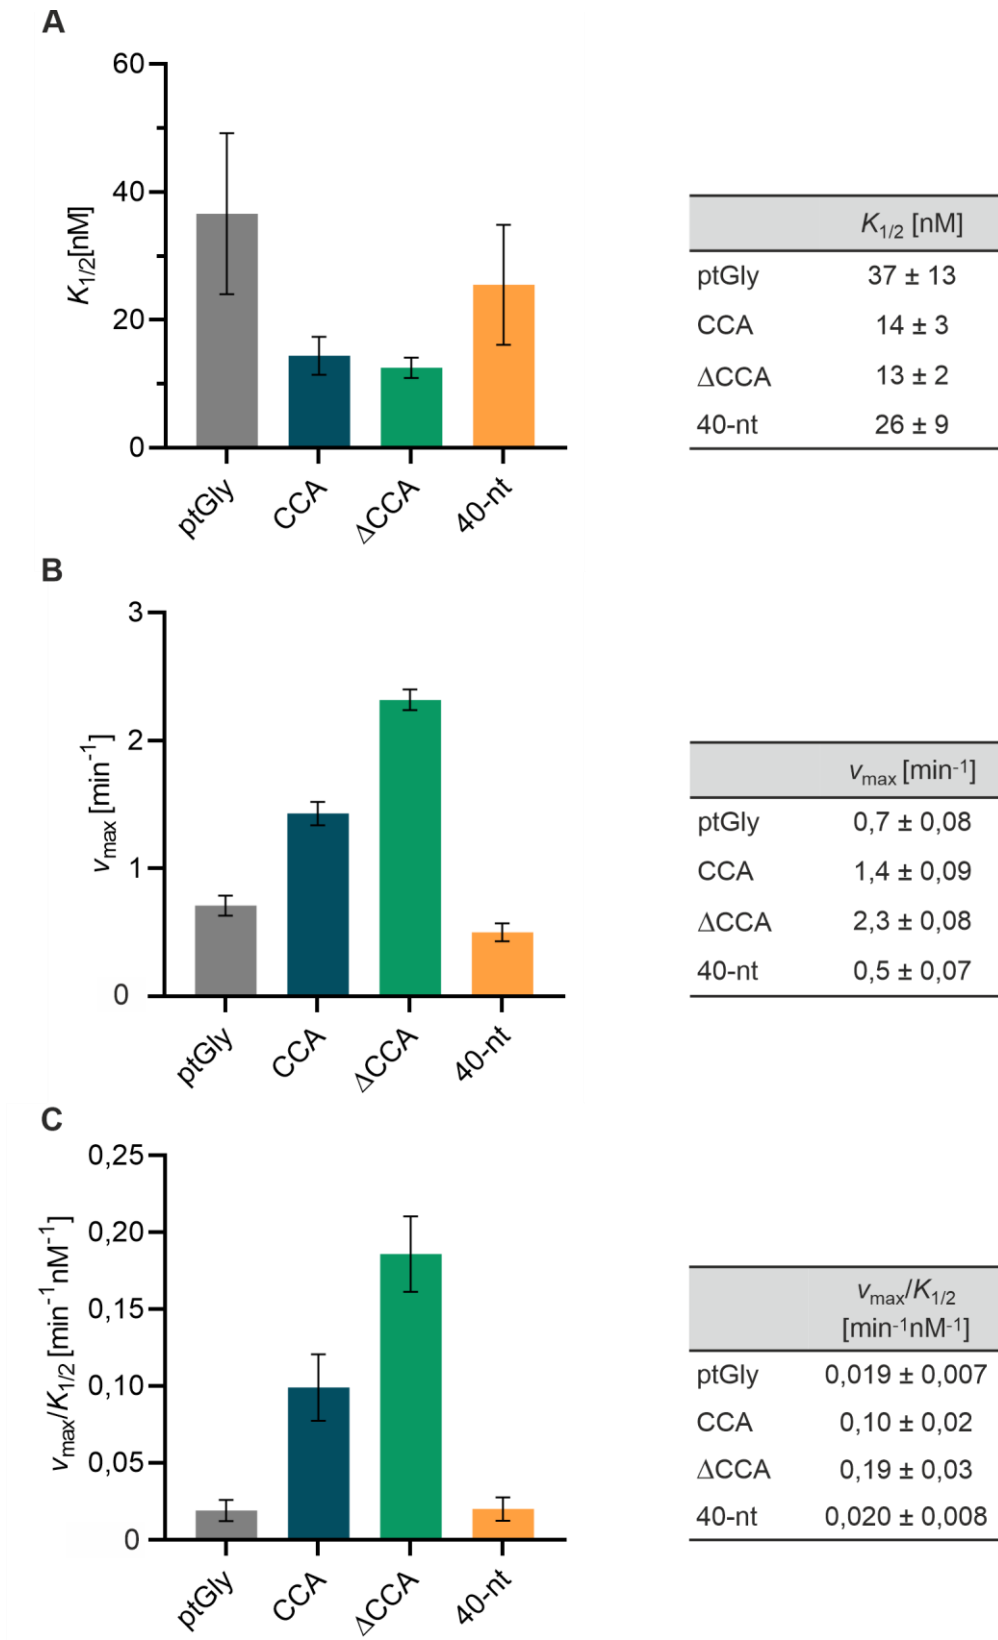 A
60
40
20
0
K1/2[nM]
ptGly
CCA
ΔCCA
40-nt
K1/2 [nM]
ptGly 37 ± 13
CCA 14 ± 3
ΔCCA 13 ± 2
40-nt 26 ± 9
B
3
2
1
0
vmax [min-1]
ptGly
CCA
ΔCCA
40-nt
vmax [min-1]
ptGly 0,7 ± 0,08
CCA 1,4 ± 0,09
ΔCCA 2,3 ± 0,08
40-nt 0,5 ± 0,07
C
0,25
0,20
0,15
0,10
0,05
0
vmax/K1/2 [min-1nM-1]
ptGly
CCA
ΔCCA
40-nt
vmax/K1/2
[min-1nM-1]
ptGly 0,019 ± 0,007
CCA 0,10 ± 0,02
ΔCCA 0,19 ± 0,03
40-nt 0,020 ± 0,008